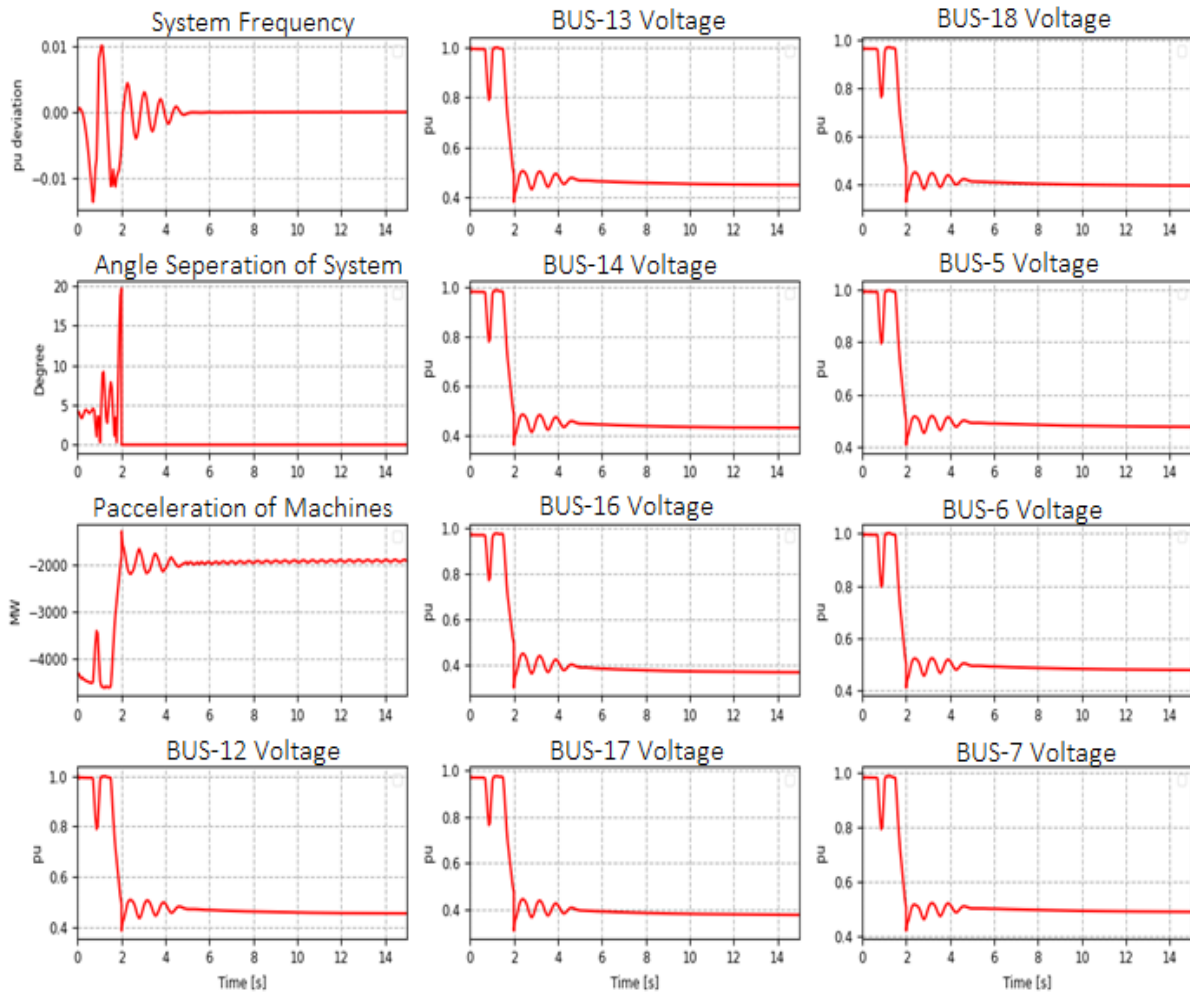 System Frequency
BUS-13 Voltage
BUS-18 Voltage
0.01
0.00
−0.01
pu deviation
0 2 4 6 8 10 12 14
1.0
0.8
0.6
0.4
pu
0 2 4 6 8 10 12 14
1.0
0.8
0.6
0.4
pu
0 2 4 6 8 10 12 14
Angle Seperation of System
BUS-14 Voltage
BUS-5 Voltage
20
15
10
5
0
Degree
0 2 4 6 8 10 12 14
1.0
0.8
0.6
0.4
pu
0 2 4 6 8 10 12 14
1.0
0.8
0.6
0.4
pu
0 2 4 6 8 10 12 14
Pacceleration of Machines
BUS-16 Voltage
BUS-6 Voltage
−2000
−3000
−4000
MW
0 2 4 6 8 10 12 14
1.0
0.8
0.6
0.4
pu
0 2 4 6 8 10 12 14
1.0
0.8
0.6
0.4
pu
0 2 4 6 8 10 12 14
BUS-12 Voltage
BUS-17 Voltage
BUS-7 Voltage
1.0
0.8
0.6
0.4
pu
0 2 4 6 8 10 12 14
Time [s]
1.0
0.8
0.6
0.4
pu
0 2 4 6 8 10 12 14
Time [s]
1.0
0.8
0.6
0.4
pu
0 2 4 6 8 10 12 14
Time [s]